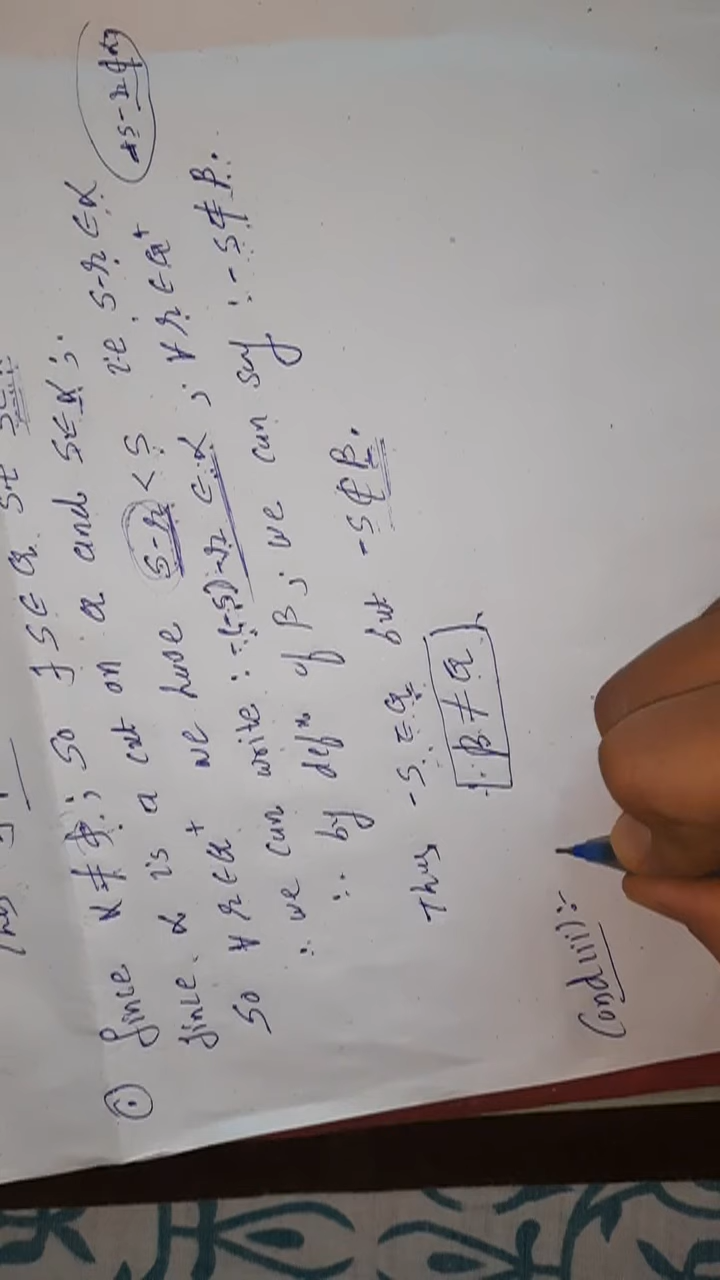 ∃ s ∈ Q st s ∈
⊙ Since α ≠ φ ; So ∃ s ∈ Q and s ∈ α ;.
Since α is a cut on Q and s-r < s ie s-r ∈ α
s-r ∉ α
So ∀ r ∈ Q⁺ we have s-r ∈ α ; ∀ r ∈ Q⁺
∴ we can write :- -(-s)-r
∴ by defⁿ of β ; we can say :- -s ∉ β.
Thus -s ∈ Q but -s ∉ β.
∴ β ≠ Q
Cond iii) :-